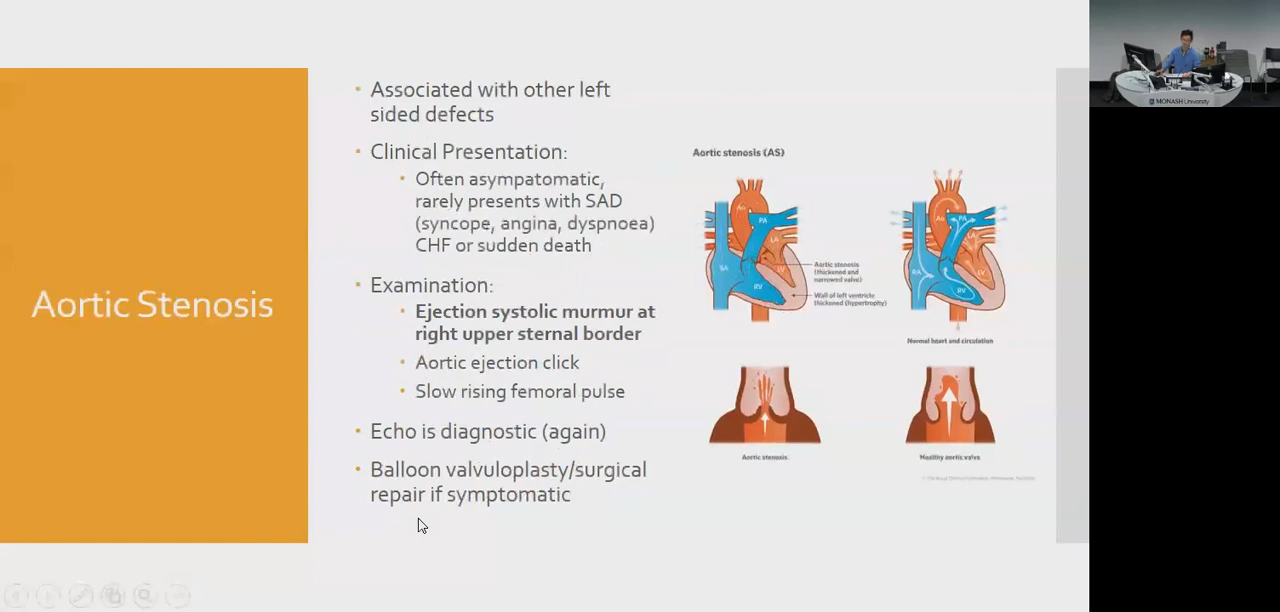 Aortic Stenosis
Associated with other left
sided defects
Clinical Presentation:
Often asympatomatic,
rarely presents with SAD
(syncope, angina, dyspnoea)
CHF or sudden death
Examination:
Ejection systolic murmur at
right upper sternal border
Aortic ejection click
Slow rising femoral pulse
Echo is diagnostic (again)
Balloon valvuloplasty/surgical
repair if symptomatic
Aortic stenosis (AS)
Ao
PA
LA
RA
LV
RV
Aortic stenosis
(thickened and
narrowed valve)
Wall of left ventricle
thickened (hypertrophy)
Ao
PA
LA
RA
LV
RV
Normal heart and circulation
Aortic stenosis
Healthy aortic valve
MONASH University